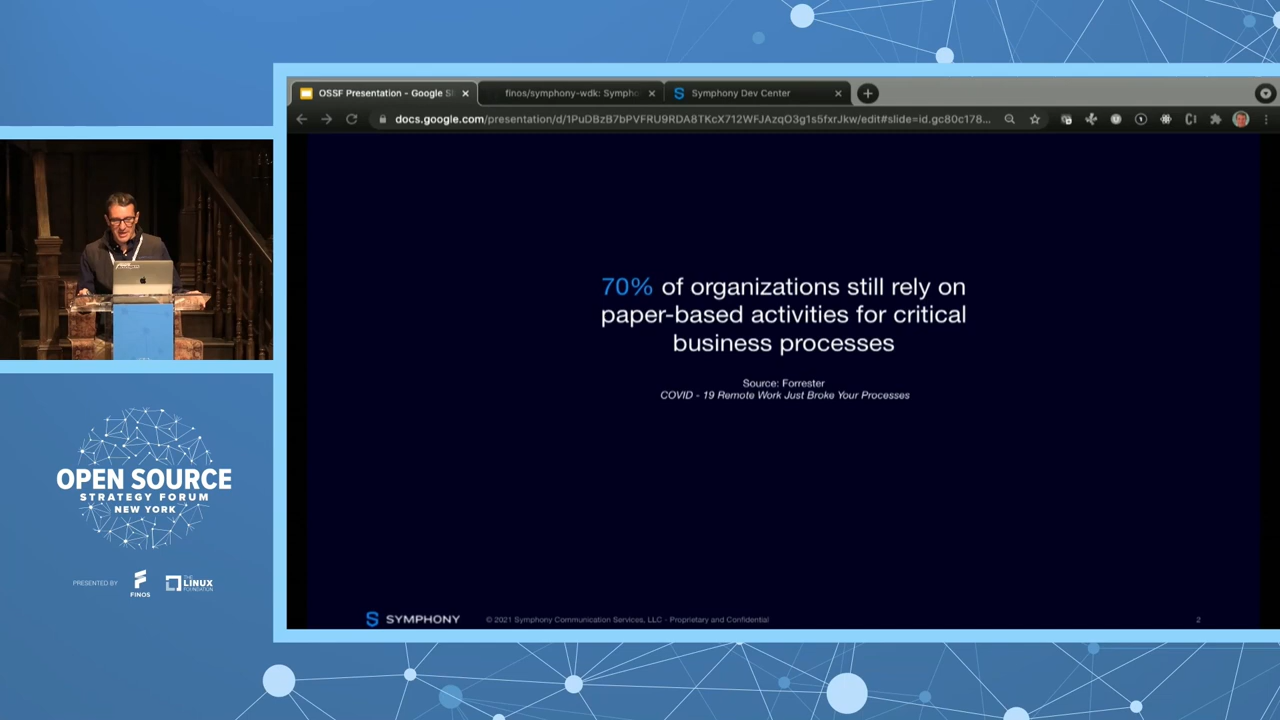 OSSF Presentation - Google Sl
finos/symphony-wdk: Sympho
Symphony Dev Center
docs.google.com/presentation/d/1PuDBzB7bPVFRU9RDA8TKcX712WFJAzqO3g1s5fxrJkw/edit#slide=id.gc80c178...
70% of organizations still rely on
paper-based activities for critical
business processes
Source: Forrester
COVID - 19 Remote Work Just Broke Your Processes
SYMPHONY
© 2021 Symphony Communication Services, LLC - Proprietary and Confidential
2
OPEN SOURCE
STRATEGY FORUM
NEW YORK
PRESENTED BY
FINOS
THE
LINUX
FOUNDATION